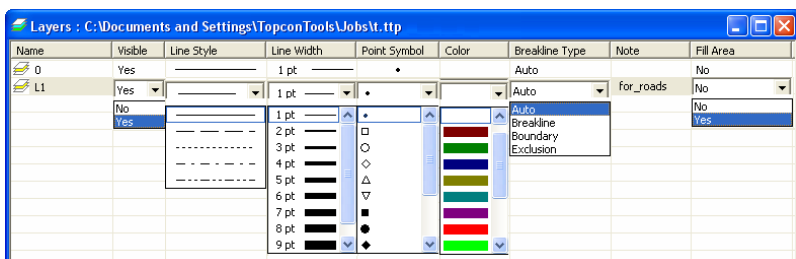 Layers : C:\Documents and Settings\TopconTools\Jobs\t.ttp
Name Visible Line Style Line Width Point Symbol Color Breakline Type Note Fill Area
0 Yes 1 pt Auto No
L1 Yes 1 pt Auto for_roads No
No 1 pt Auto No
Yes 2 pt Breakline Yes
3 pt Boundary
4 pt Exclusion
5 pt
6 pt
7 pt
8 pt
9 pt